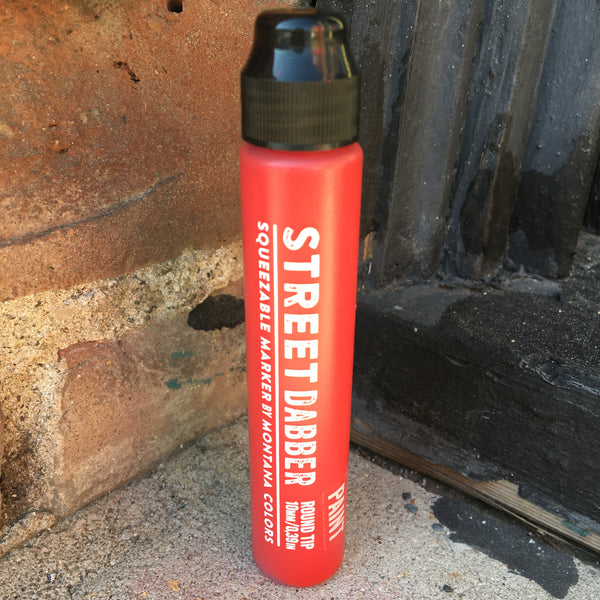 STREET DABBER
SQUEEZABLE MARKER BY MONTANA COLORS
ROUND TIP
10MM/0,39IN
PAINT